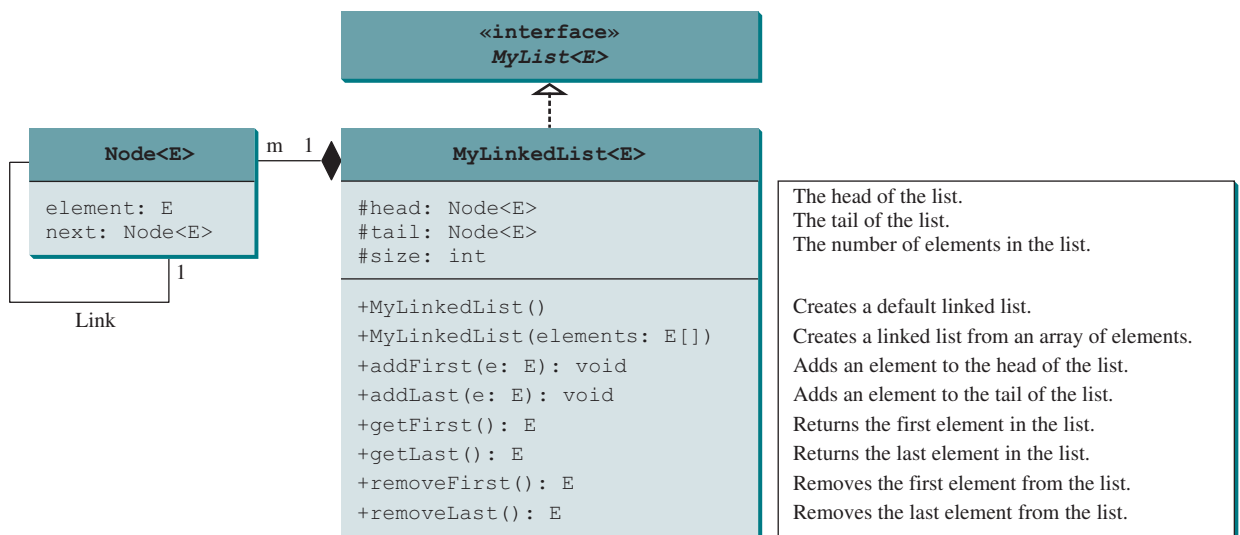 «interface»
MyList<E>
Node<E>
m 1
MyLinkedList<E>
element: E
next: Node<E>
1
Link
#head: Node<E>
#tail: Node<E>
#size: int
The head of the list.
The tail of the list.
The number of elements in the list.
+MyLinkedList()
+MyLinkedList(elements: E[])
+addFirst(e: E): void
+addLast(e: E): void
+getFirst(): E
+getLast(): E
+removeFirst(): E
+removeLast(): E
Creates a default linked list.
Creates a linked list from an array of elements.
Adds an element to the head of the list.
Adds an element to the tail of the list.
Returns the first element in the list.
Returns the last element in the list.
Removes the first element from the list.
Removes the last element from the list.